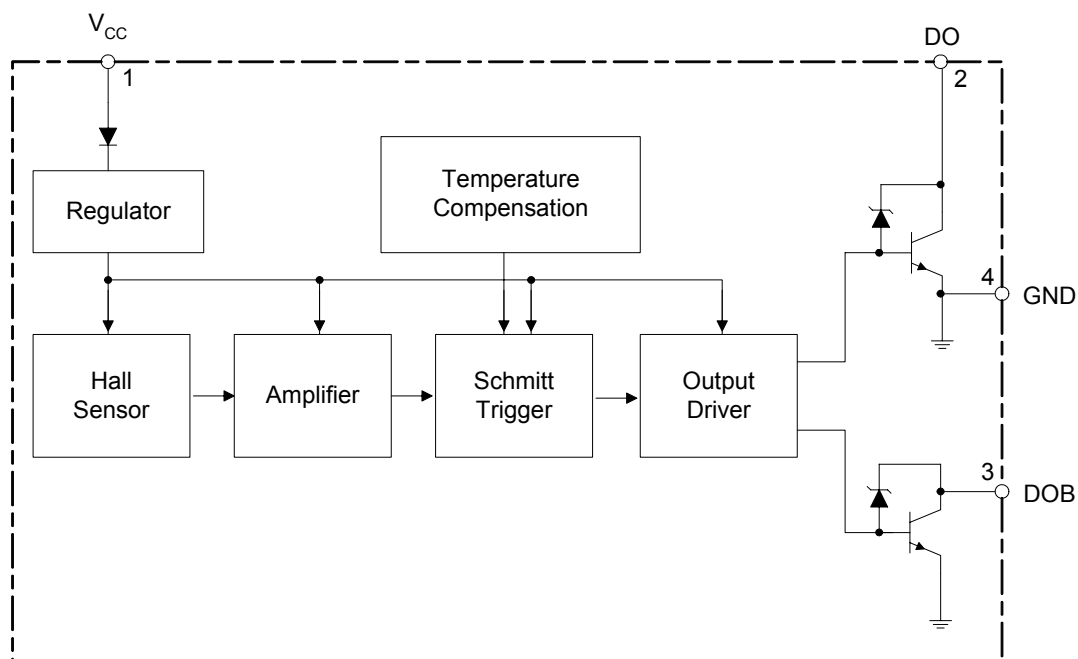 V_CC
DO
1
2
Regulator
Temperature
Compensation
4
GND
Hall
Sensor
Amplifier
Schmitt
Trigger
Output
Driver
3
DOB